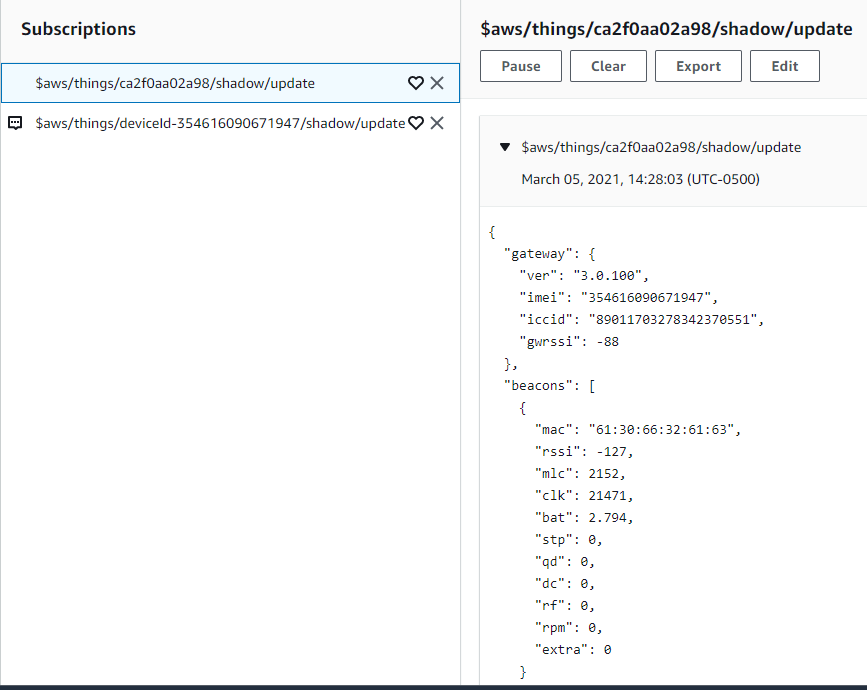 Subscriptions
$aws/things/ca2f0aa02a98/shadow/update
$aws/things/deviceId-354616090671947/shadow/update
$aws/things/ca2f0aa02a98/shadow/update
Pause
Clear
Export
Edit
$aws/things/ca2f0aa02a98/shadow/update
March 05, 2021, 14:28:03 (UTC-0500)
{
"gateway": {
"ver": "3.0.100",
"imei": "354616090671947",
"iccid": "89011703278342370551",
"gwrssi": -88
},
"beacons": [
{
"mac": "61:30:66:32:61:63",
"rssi": -127,
"mlc": 2152,
"clk": 21471,
"bat": 2.794,
"stp": 0,
"qd": 0,
"dc": 0,
"rf": 0,
"rpm": 0,
"extra": 0
}